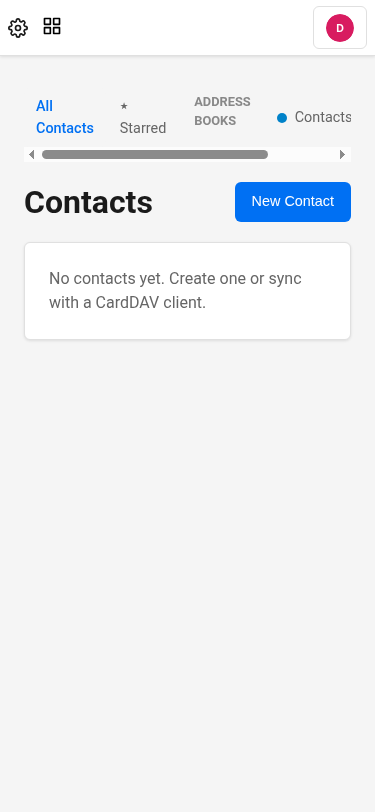 D
All
Contacts
★
Starred
ADDRESS
BOOKS
Contacts
Contacts
New Contact
No contacts yet. Create one or sync
with a CardDAV client.